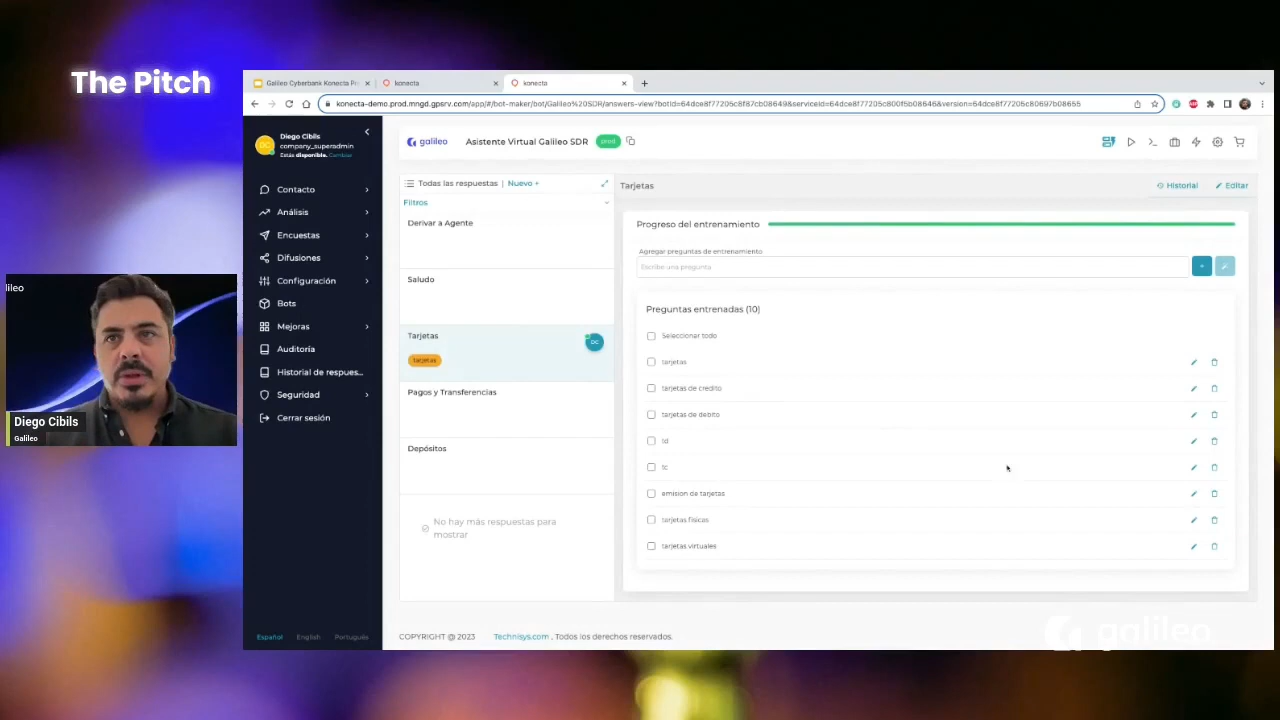 The Pitch
Galileo Cyberbank Konecta Pr
konecta
konecta
konecta-demo.prod.mngd.gpsrv.com/app/#/bot-maker/bot/Galileo%20SDR/answers-view?botId=64dce8f77205c8f87cb08649&serviceId=64dce8f77205c800f5b08646&version=64dce8f77205c80697b08655
Diego Cibils
company_superadmin
Estás disponible. Cambiar
DC
Contacto
Análisis
Encuestas
Difusiones
Configuración
Bots
Mejoras
Auditoría
Historial de respues...
Seguridad
Cerrar sesión
Español English Português
galileo
Asistente Virtual Galileo SDR
prod
Todas las respuestas | Nuevo +
Filtros
Derivar a Agente
Saludo
Tarjetas
DC
tarjetas
Pagos y Transferencias
Depósitos
No hay más respuestas para
mostrar
Tarjetas
Historial
Editar
Progreso del entrenamiento
Agregar preguntas de entrenamiento
Escribe una pregunta
Preguntas entrenadas (10)
Seleccionar todo
tarjetas
tarjetas de credito
tarjetas de debito
td
tc
emision de tarjetas
tarjetas fisicas
tarjetas virtuales
COPYRIGHT @ 2023 Technisys.com . Todos los derechos reservados.
galileo
lileo
Diego Cibils
Galileo